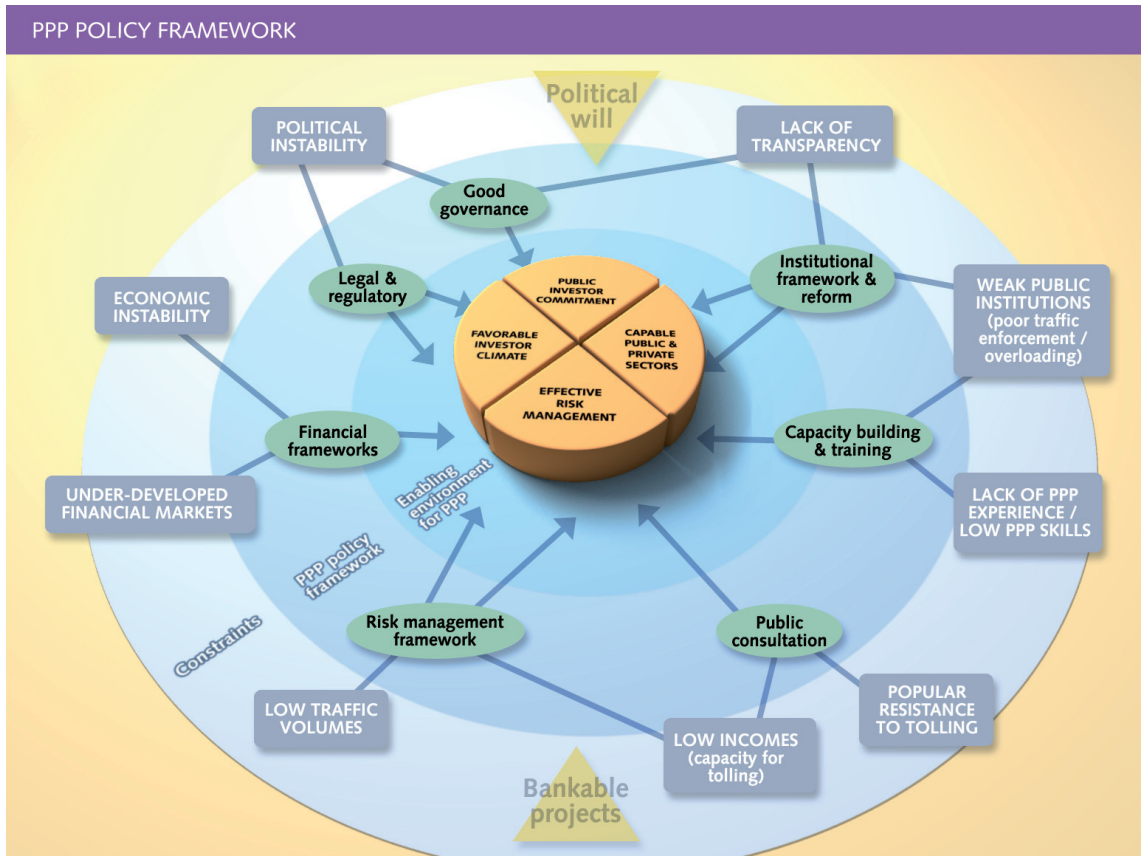 PPP POLICY FRAMEWORK
Political
will
POLITICAL
INSTABILITY
LACK OF
TRANSPARENCY
Good
governance
Legal &
regulatory
Institutional
framework &
reform
ECONOMIC
INSTABILITY
WEAK PUBLIC
INSTITUTIONS
(poor traffic
enforcement /
overloading)
PUBLIC
INVESTOR
COMMITMENT
FAVORABLE
INVESTOR
CLIMATE
CAPABLE
PUBLIC &
PRIVATE
SECTORS
EFFECTIVE
RISK
MANAGEMENT
Financial
frameworks
Capacity building
& training
UNDER-DEVELOPED
FINANCIAL MARKETS
LACK OF PPP
EXPERIENCE /
LOW PPP SKILLS
Enabling
environment
for PPP
PPP policy
framework
Constraints
Risk management
framework
Public
consultation
LOW TRAFFIC
VOLUMES
LOW INCOMES
(capacity for
tolling)
POPULAR
RESISTANCE
TO TOLLING
Bankable
projects